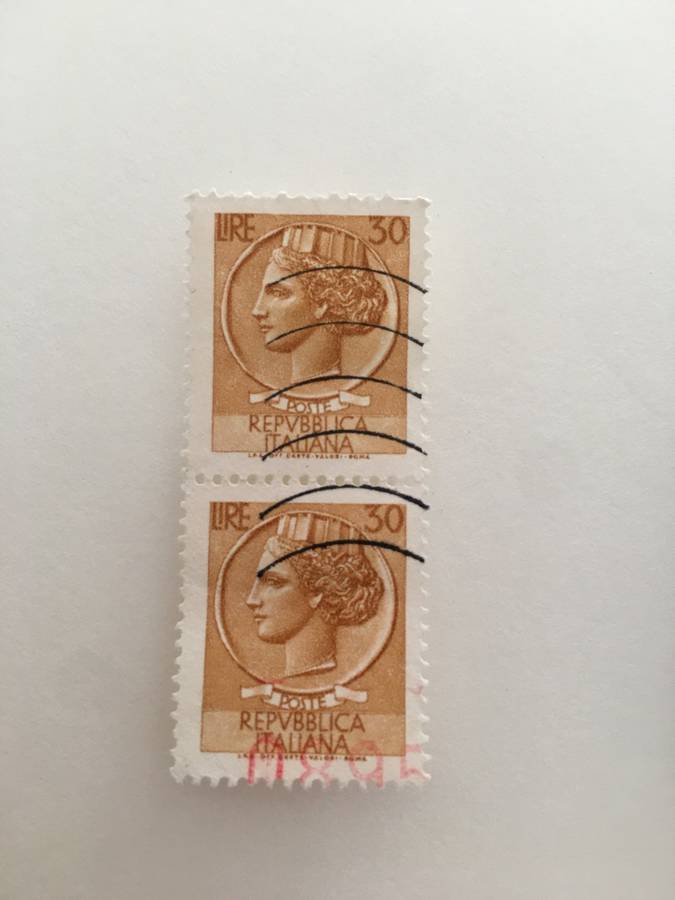 LIRE 30
POSTE
REPVBBLICA
ITALIANA
LIRE 30
POSTE
REPVBBLICA
ITALIANA